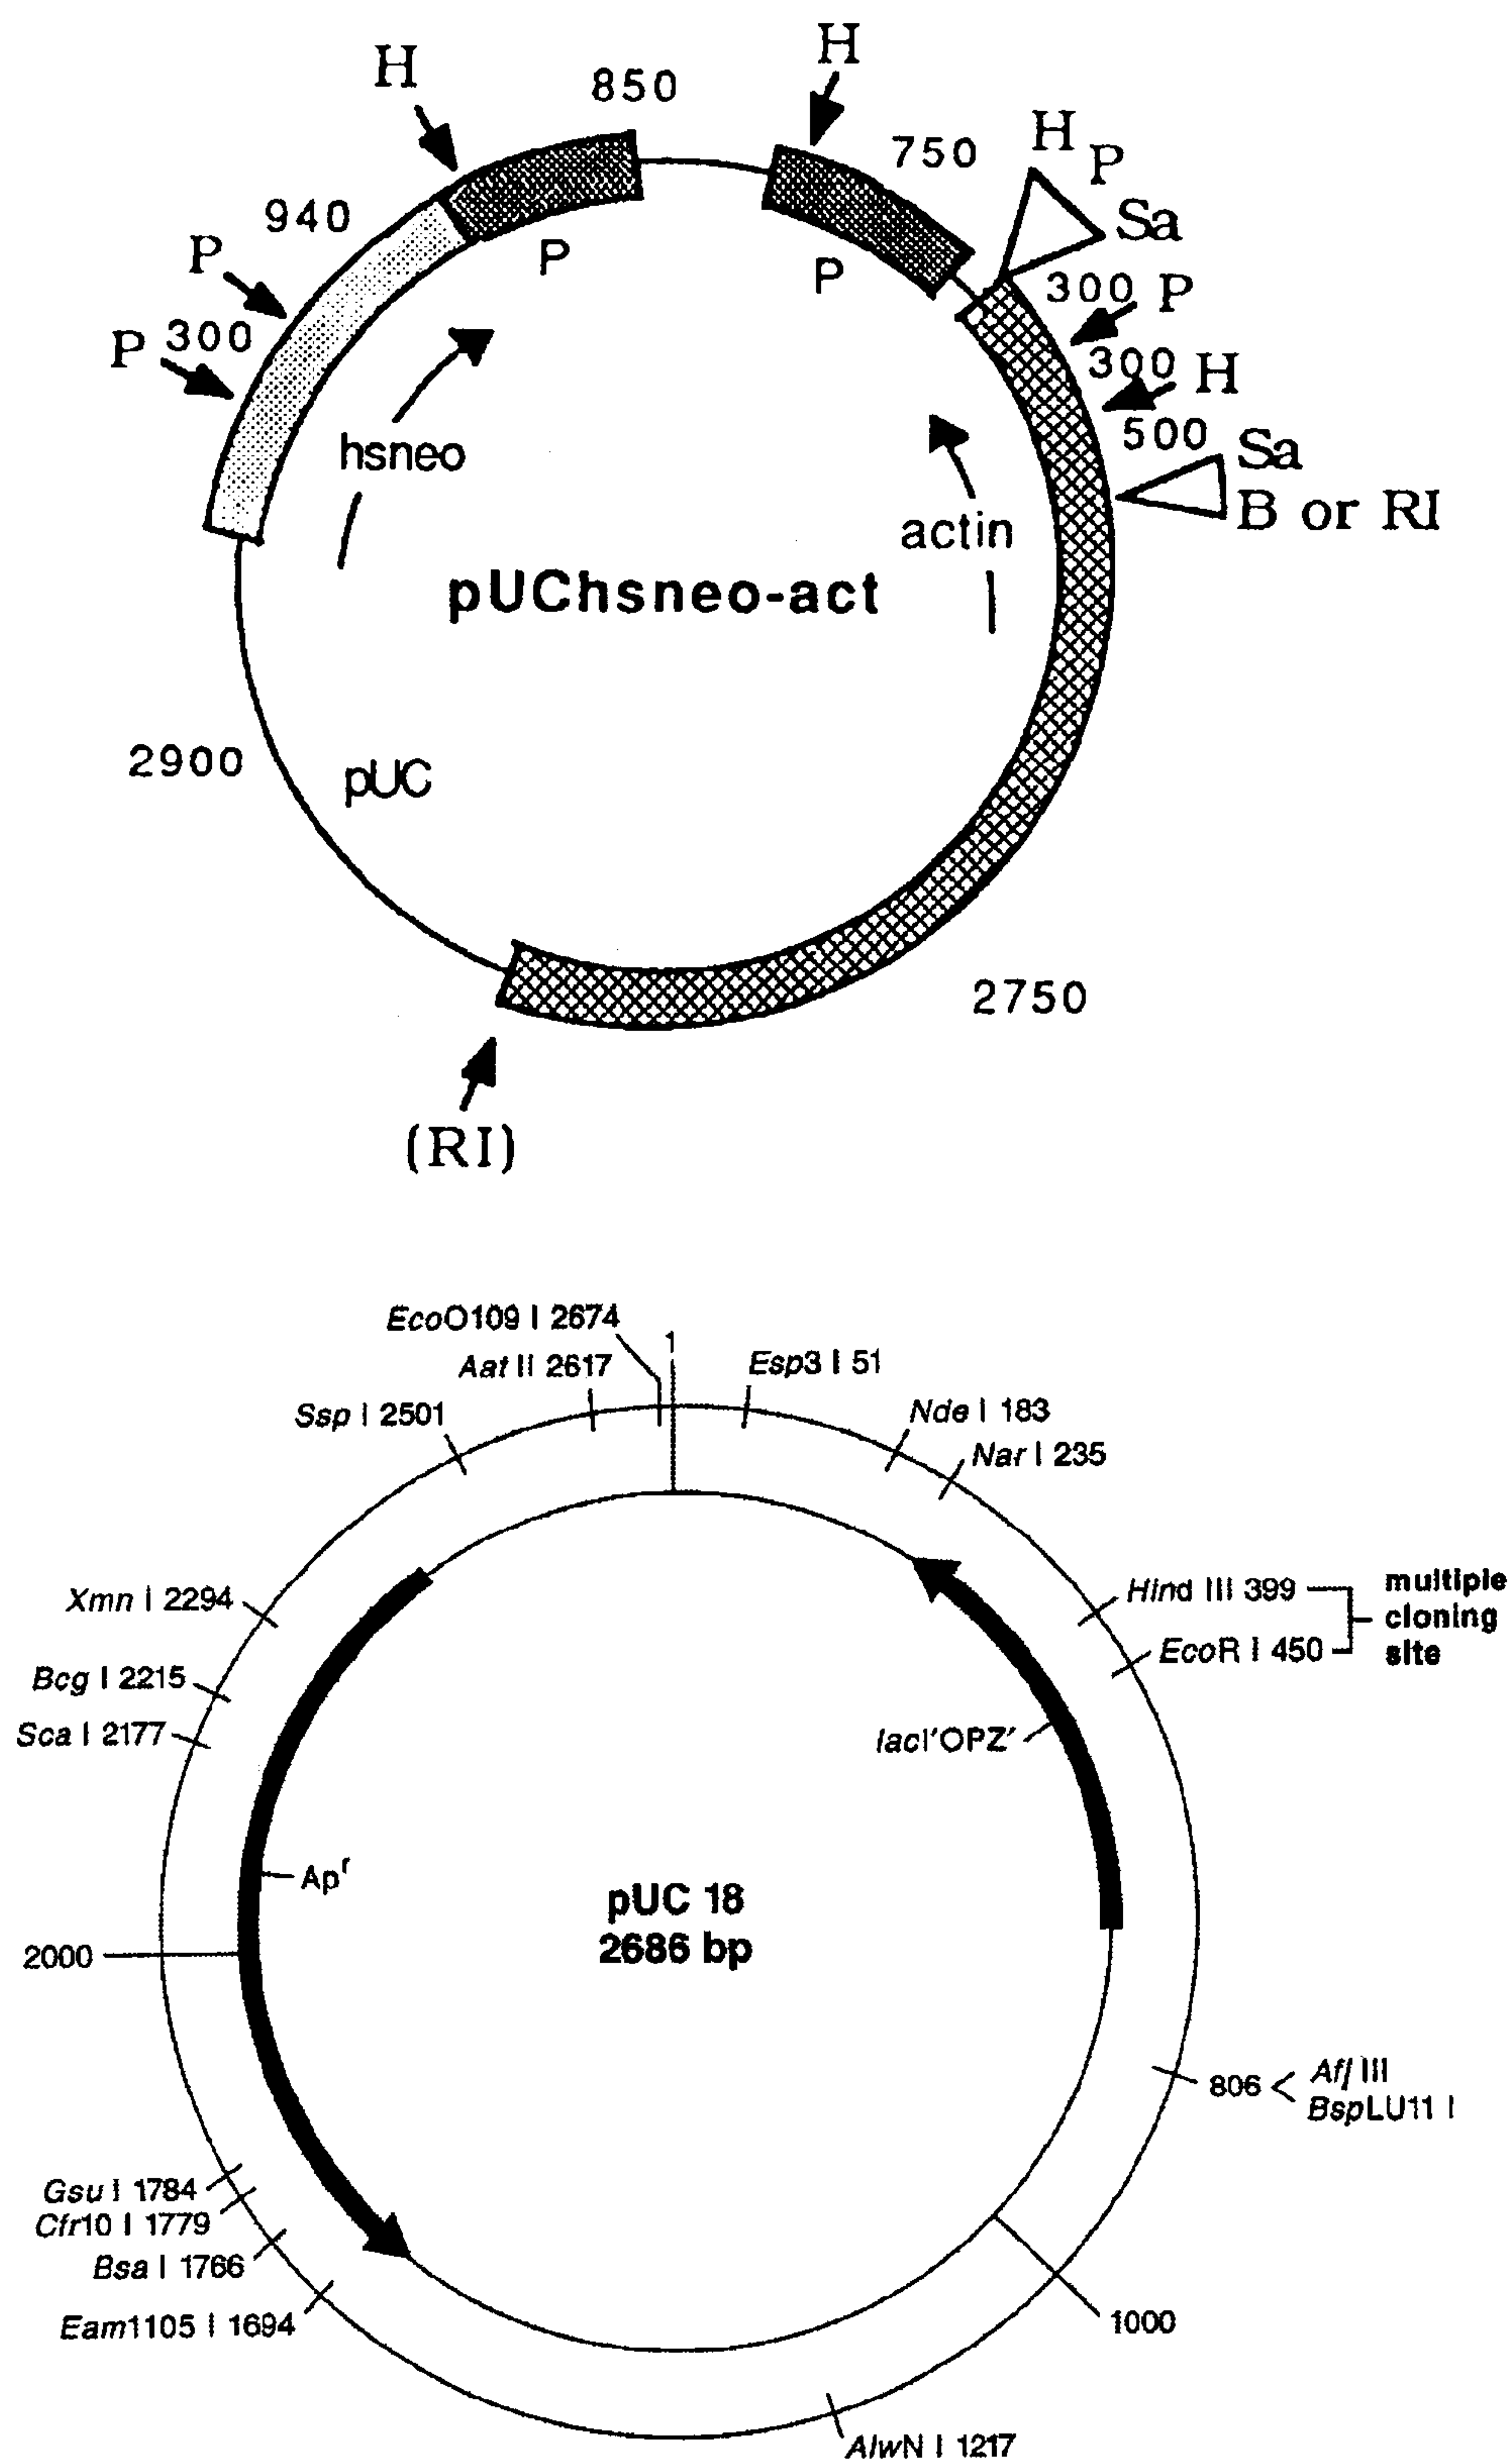 H
850
H
750
H
P
Sa
940
P
P
P
300
P
300 P
300 H
500
Sa
B or RI
hsneo
actin
pUChsneo-act
2900
pUC
2750
(RI)
EcoO109 I 2674
1
Esp3 I 51
Aat II 2617
Ssp I 2501
Nde I 183
Nar I 235
Xmn I 2294
Hind III 399
EcoR I 450
multiple
cloning
site
Bcg I 2215
Sca I 2177
lacI'OPZ'
Apr
pUC 18
2686 bp
2000
806
Afl III
BspLU11 I
Gsu I 1784
Cfr10 I 1779
Bsa I 1766
Eam1105 I 1694
1000
AlwN I 1217